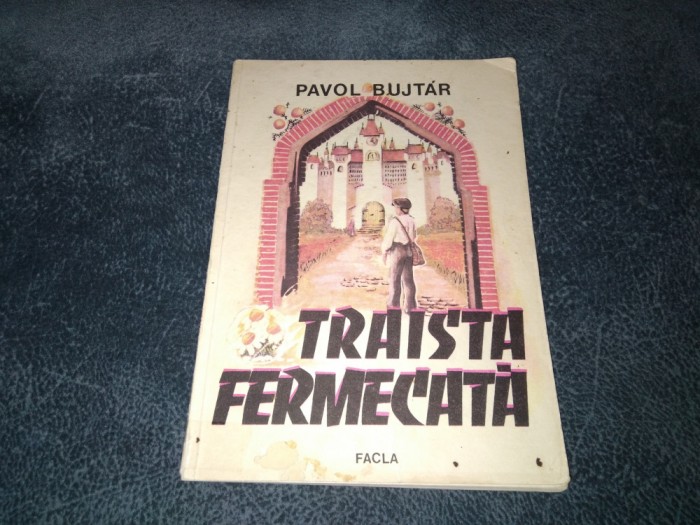 PAVOL BUJTÁR
TRAISTA
FERMECATĂ
FACLA